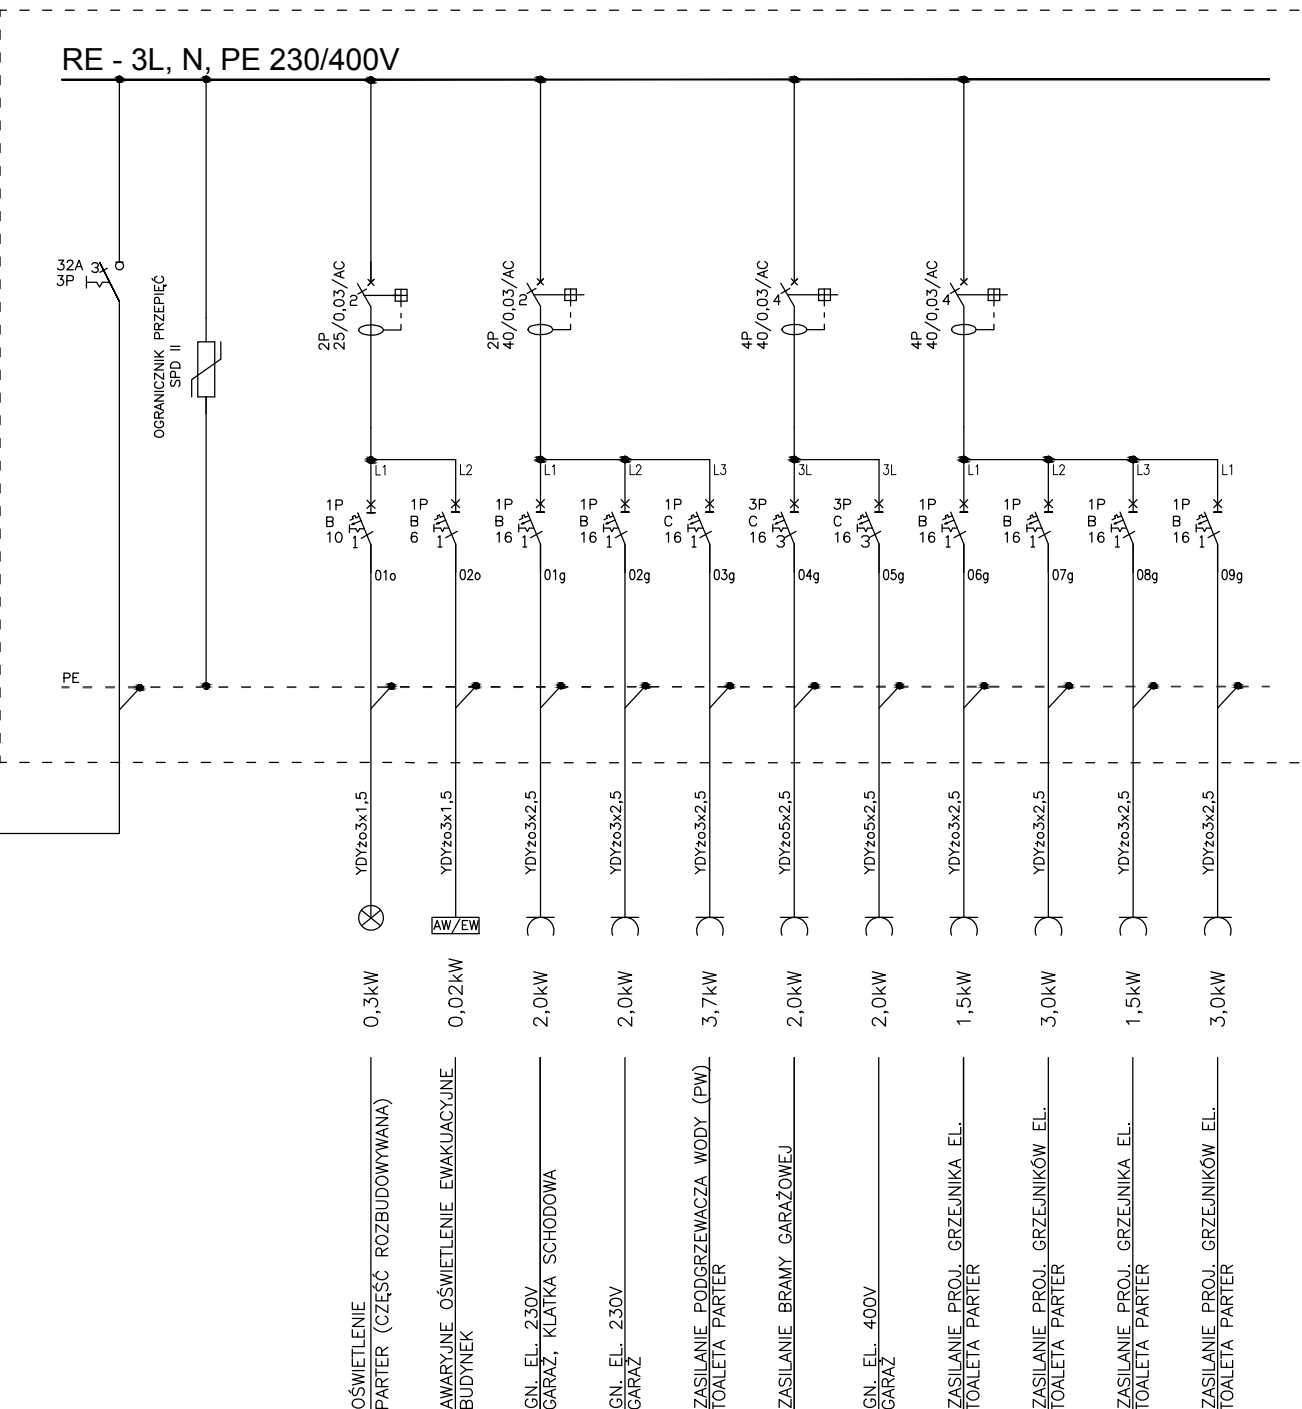 RE - 3L, N, PE 230/400V
32A
3P
3
OGRANICZNIK PRZEPIĘĆ
SPD II
2P
25/0,03/AC
2
2P
40/0,03/AC
2
4P
40/0,03/AC
4
4P
40/0,03/AC
4
L1
L2
L1
L2
L3
3L
3L
L1
L2
L3
L1
1P
B
10
1
1P
B
6
1
1P
B
16
1
1P
B
16
1
1P
C
16
1
3P
C
16
3
3P
C
16
3
1P
B
16
1
1P
B
16
1
1P
B
16
1
1P
B
16
1
01o
02o
01g
02g
03g
04g
05g
06g
07g
08g
09g
PE
YDYżo3x1,5
YDYżo3x1,5
YDYżo3x2,5
YDYżo3x2,5
YDYżo3x2,5
YDYżo5x2,5
YDYżo5x2,5
YDYżo3x2,5
YDYżo3x2,5
YDYżo3x2,5
YDYżo3x2,5
AW/EW
0,3kW
0,02kW
2,0kW
2,0kW
3,7kW
2,0kW
2,0kW
1,5kW
3,0kW
1,5kW
3,0kW
OŚWIETLENIE
PARTER (CZĘŚĆ ROZBUDOWYWANA)
AWARYJNE OŚWIETLENIE EWAKUACYJNE
BUDYNEK
GN. EL. 230V
GARAŻ, KLATKA SCHODOWA
GN. EL. 230V
GARAŻ
ZASILANIE PODGRZEWACZA WODY (PW)
TOALETA PARTER
ZASILANIE BRAMY GARAŻOWEJ
GN. EL. 400V
GARAŻ
ZASILANIE PROJ. GRZEJNIKA EL.
TOALETA PARTER
ZASILANIE PROJ. GRZEJNIKÓW EL.
TOALETA PARTER
ZASILANIE PROJ. GRZEJNIKA EL.
TOALETA PARTER
ZASILANIE PROJ. GRZEJNIKÓW EL.
TOALETA PARTER